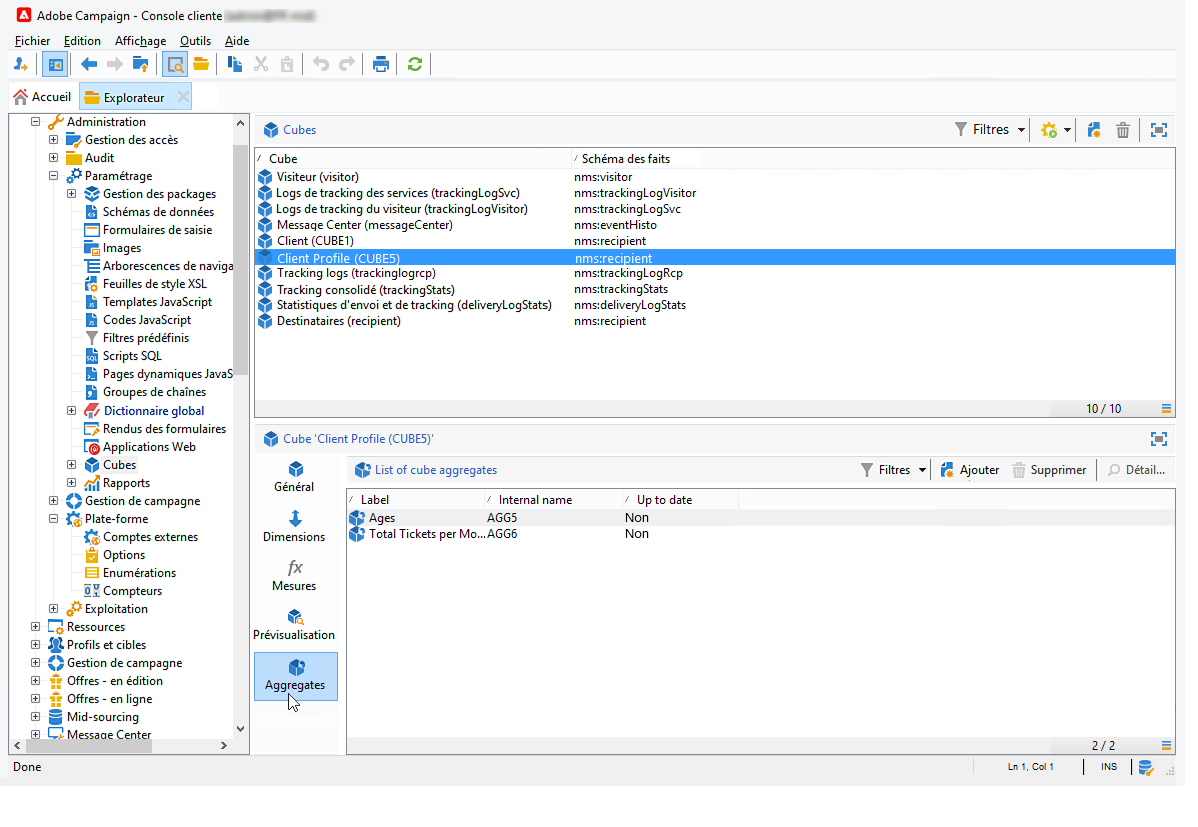 Adobe Campaign - Console cliente
Fichier Edition Affichage Outils Aide
Accueil Explorateur
Administration
Gestion des accès
Audit
Paramétrage
Gestion des packages
Schémas de données
Formulaires de saisie
Images
Arborescences de naviga
Feuilles de style XSL
Templates JavaScript
Codes JavaScript
Filtres prédéfinis
Scripts SQL
Pages dynamiques JavaS
Groupes de chaînes
Dictionnaire global
Rendus des formulaires
Applications Web
Cubes
Rapports
Gestion de campagne
Plate-forme
Comptes externes
Options
Enumérations
Compteurs
Exploitation
Ressources
Profils et cibles
Gestion de campagne
Offres - en édition
Offres - en ligne
Mid-sourcing
Message Center
Cubes Filtres
Cube Schéma des faits
Visiteur (visitor) nms:visitor
Logs de tracking des services (trackingLogSvc) nms:trackingLogVisitor
Logs de tracking du visiteur (trackingLogVisitor) nms:trackingLogSvc
Message Center (messageCenter) nms:eventHisto
Client (CUBE1) nms:recipient
Client Profile (CUBE5) nms:recipient
Tracking logs (trackinglogrcp) nms:trackingLogRcp
Tracking consolidé (trackingStats) nms:trackingStats
Statistiques d'envoi et de tracking (deliveryLogStats) nms:deliveryLogStats
Destinataires (recipient) nms:recipient
10 / 10
Cube 'Client Profile (CUBE5)'
Général
Dimensions
fx
Mesures
Prévisualisation
Aggregates
List of cube aggregates Filtres Ajouter Supprimer Détail...
Label Internal name Up to date
Ages AGG5 Non
Total Tickets per Mo... AGG6 Non
2 / 2
Done Ln 1, Col 1 INS